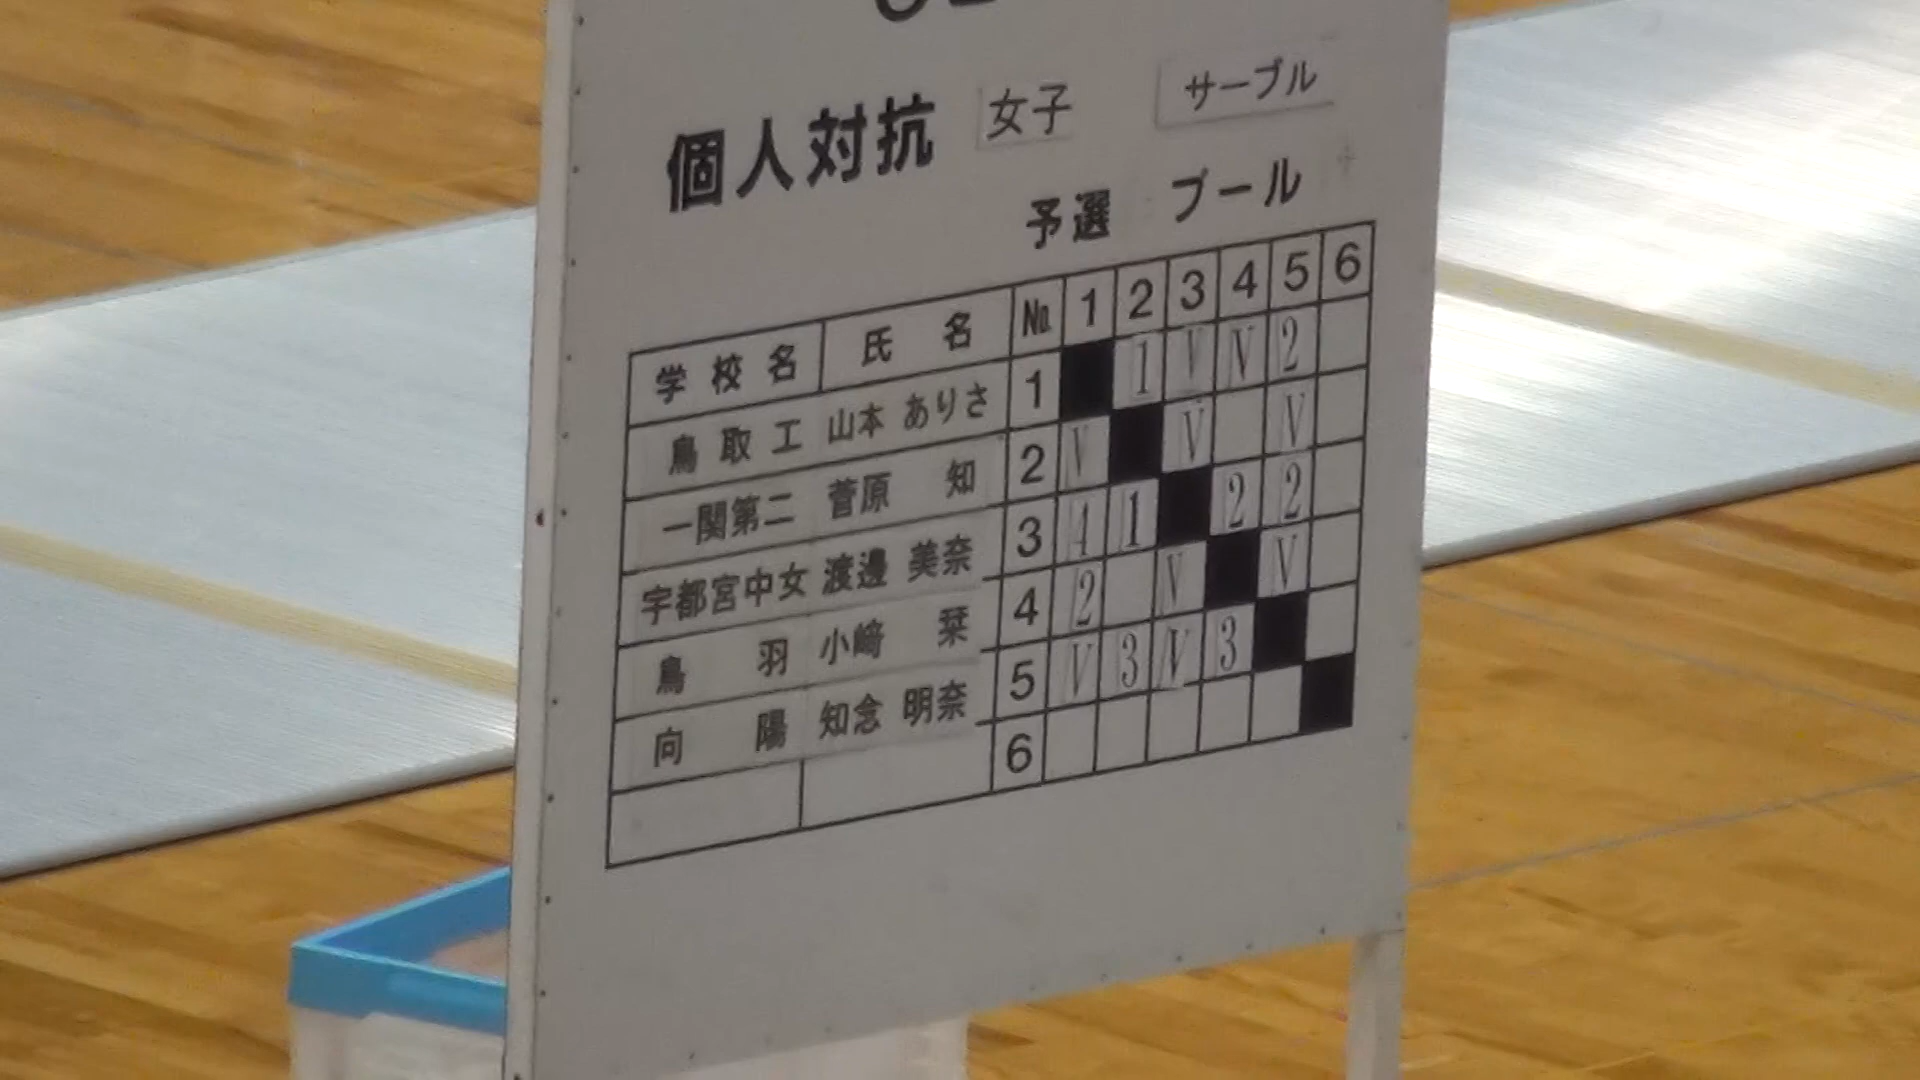 個人対抗 女子 サーブル
予選 プール
学校名 氏名 № 1 2 3 4 5 6
鳥取工 山本 ありさ 1 1 V V 2
一関第二 菅原 知 2 V V V
宇都宮中女 渡邊 美奈 3 4 1 2 2
鳥羽 小﨑 栞 4 2 V V
向陽 知念 明奈 5 V 3 V 3
6